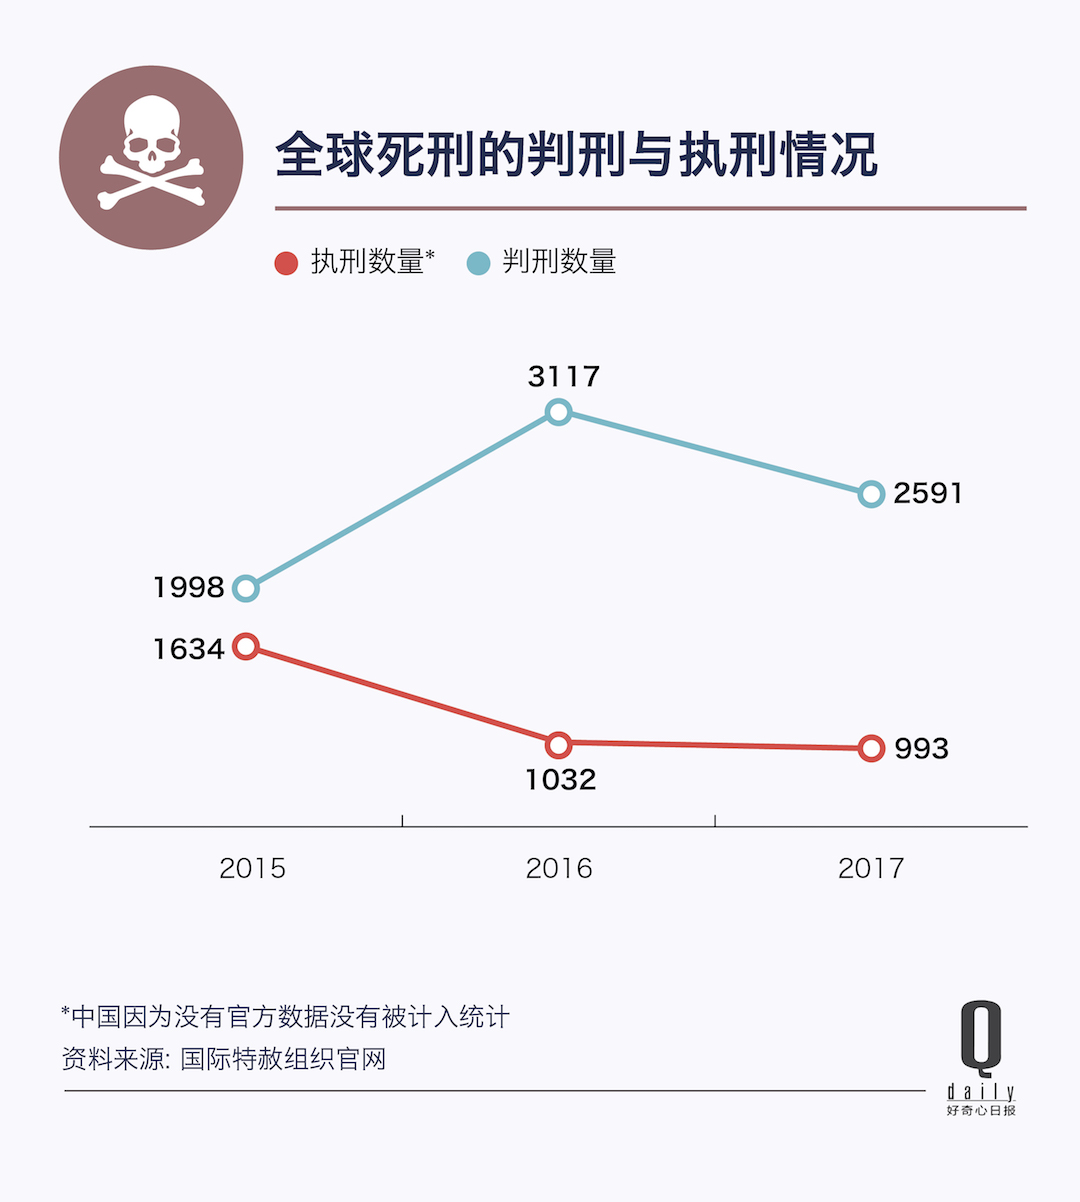 全球死刑的判刑与执刑情况
执刑数量* 判刑数量
3117
2591
1998
1634
993
1032
2015 2016 2017
*中国因为没有官方数据没有被计入统计
资料来源: 国际特赦组织官网
Q
daily
好奇心日报